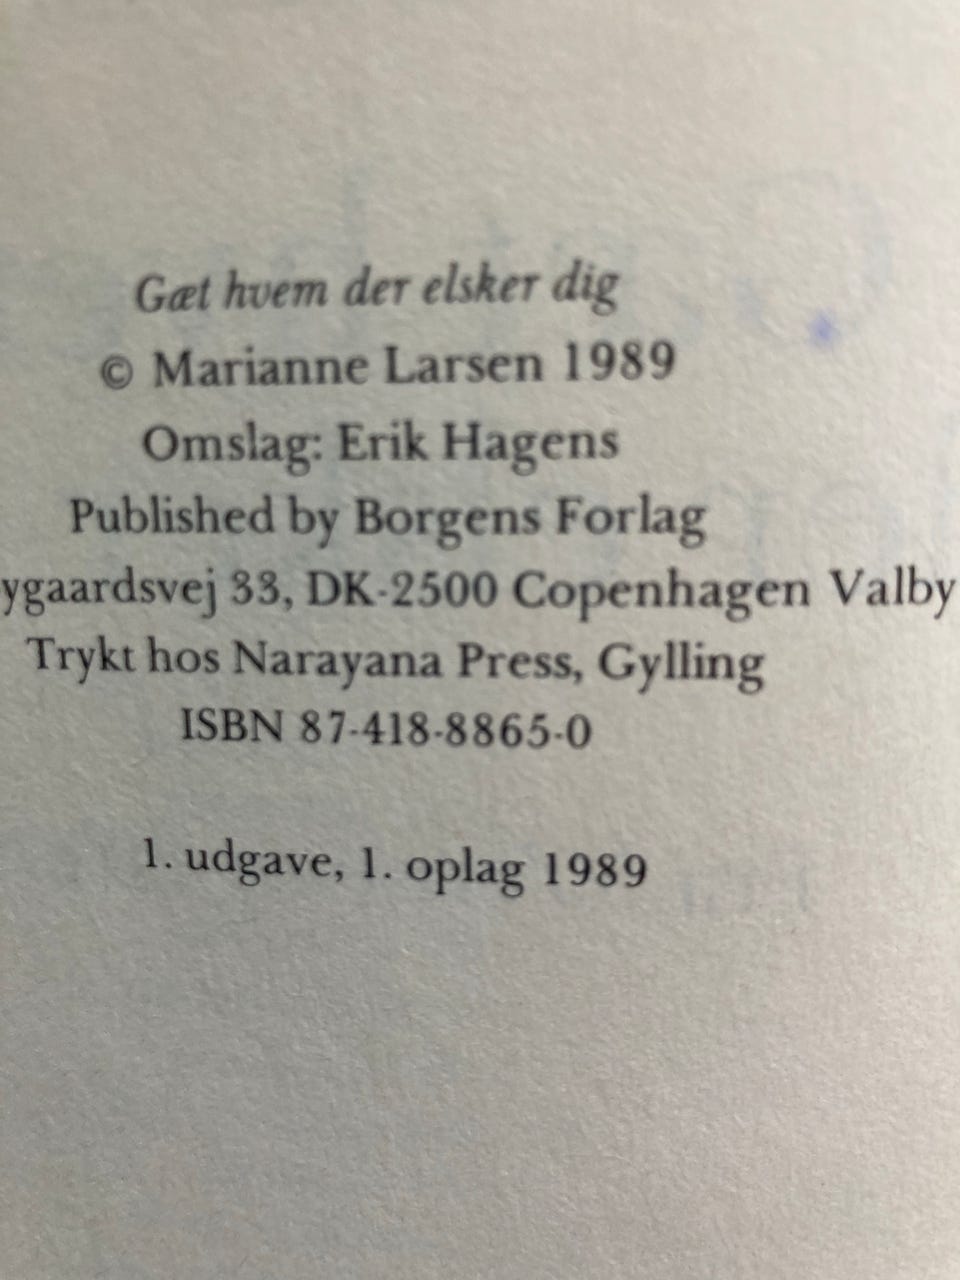 Gæt hvem der elsker dig
© Marianne Larsen 1989
Omslag: Erik Hagens
Published by Borgens Forlag
ygaardsvej 33, DK-2500 Copenhagen Valby
Trykt hos Narayana Press, Gylling
ISBN 87-418-8865-0
1. udgave, 1. oplag 1989